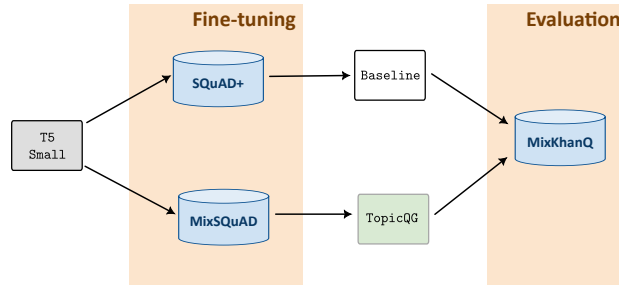 Fine-tuning
Evaluation
SQuAD+
Baseline
T5
Small
MixKhanQ
MixSQuAD
TopicQG